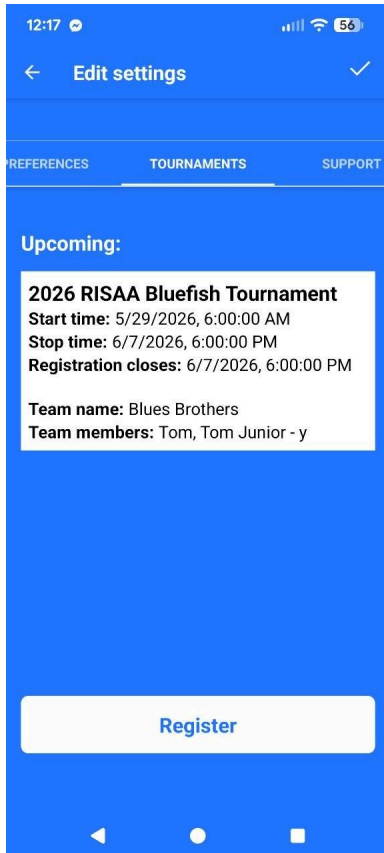 12:17
56
Edit settings
PREFERENCES TOURNAMENTS SUPPORT
Upcoming:
2026 RISAA Bluefish Tournament
Start time: 5/29/2026, 6:00:00 AM
Stop time: 6/7/2026, 6:00:00 PM
Registration closes: 6/7/2026, 6:00:00 PM
Team name: Blues Brothers
Team members: Tom, Tom Junior - y
Register